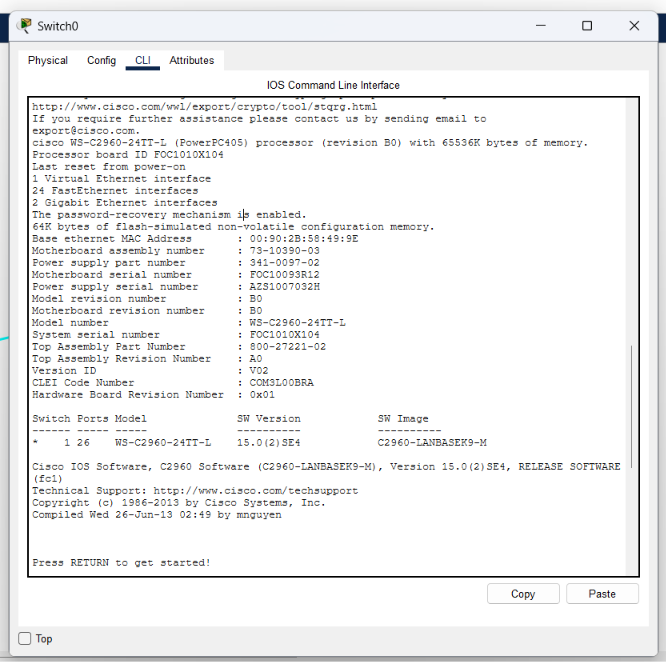 Switch0
Physical Config CLI Attributes
IOS Command Line Interface
http://www.cisco.com/wwl/export/crypto/tool/stqrg.html
If you require further assistance please contact us by sending email to
export@cisco.com.
cisco WS-C2960-24TT-L (PowerPC405) processor (revision B0) with 65536K bytes of memory.
Processor board ID FOC1010X104
Last reset from power-on
1 Virtual Ethernet interface
24 FastEthernet interfaces
2 Gigabit Ethernet interfaces
The password-recovery mechanism is enabled.
64K bytes of flash-simulated non-volatile configuration memory.
Base ethernet MAC Address : 00:90:2B:58:49:9E
Motherboard assembly number : 73-10390-03
Power supply part number : 341-0097-02
Motherboard serial number : FOC10093R12
Power supply serial number : AZS1007032H
Model revision number : B0
Motherboard revision number : B0
Model number : WS-C2960-24TT-L
System serial number : FOC1010X104
Top Assembly Part Number : 800-27221-02
Top Assembly Revision Number : A0
Version ID : V02
CLEI Code Number : COM3L00BRA
Hardware Board Revision Number : 0x01
Switch Ports Model SW Version SW Image
------ ----- ----- ---------- ----------
* 1 26 WS-C2960-24TT-L 15.0(2)SE4 C2960-LANBASEK9-M
Cisco IOS Software, C2960 Software (C2960-LANBASEK9-M), Version 15.0(2)SE4, RELEASE SOFTWARE
(fc1)
Technical Support: http://www.cisco.com/techsupport
Copyright (c) 1986-2013 by Cisco Systems, Inc.
Compiled Wed 26-Jun-13 02:49 by mnguyen
Press RETURN to get started!
Copy Paste
Top